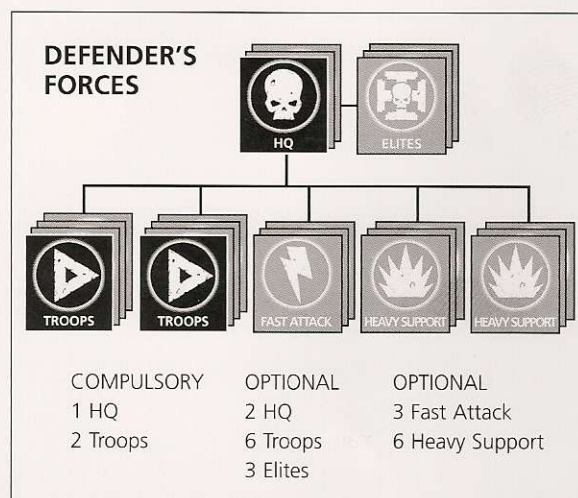 DEFENDER'S
FORCES
HQ
ELITES
TROOPS
TROOPS
FAST ATTACK
HEAVY SUPPORT
HEAVY SUPPORT
COMPULSORY
1 HQ
2 Troops
OPTIONAL
2 HQ
6 Troops
3 Elites
OPTIONAL
3 Fast Attack
6 Heavy Support